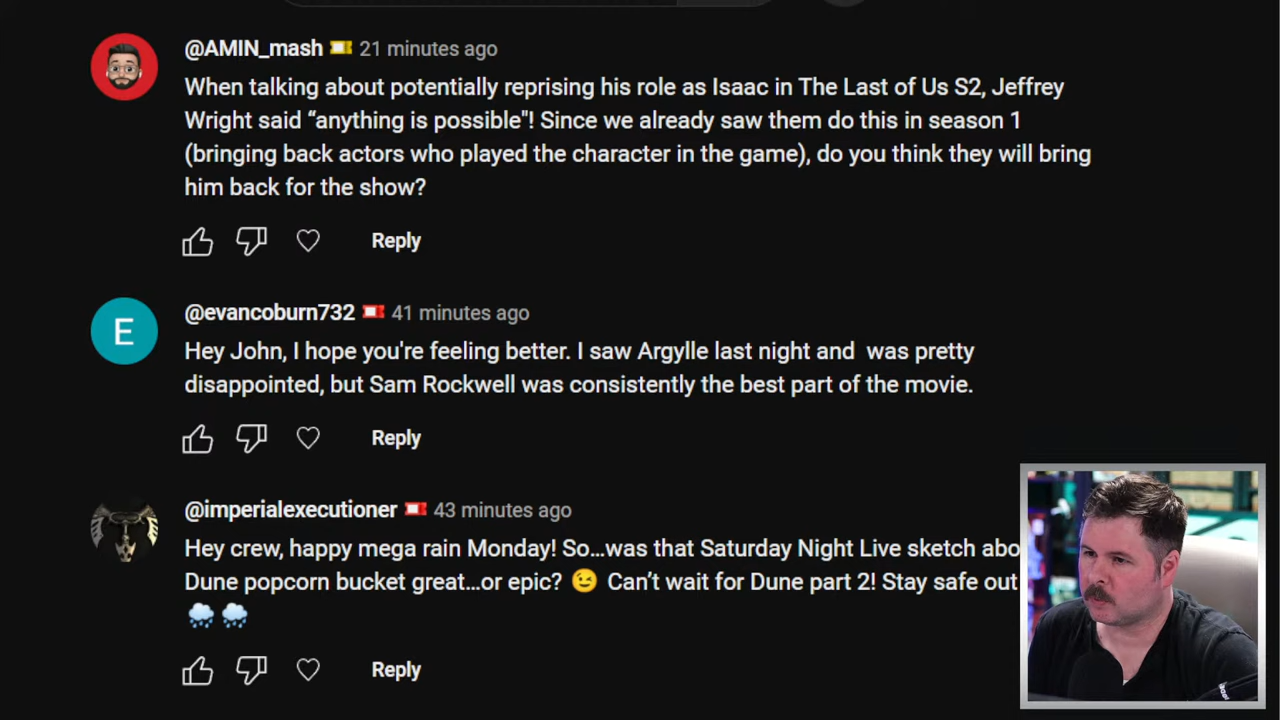 @AMIN_mash 21 minutes ago
When talking about potentially reprising his role as Isaac in The Last of Us S2, Jeffrey
Wright said “anything is possible"! Since we already saw them do this in season 1
(bringing back actors who played the character in the game), do you think they will bring
him back for the show?
Reply
E
@evancoburn732 41 minutes ago
Hey John, I hope you're feeling better. I saw Argylle last night and  was pretty
disappointed, but Sam Rockwell was consistently the best part of the movie.
Reply
@imperialexecutioner 43 minutes ago
Hey crew, happy mega rain Monday! So…was that Saturday Night Live sketch abo
Dune popcorn bucket great…or epic? 😉 Can’t wait for Dune part 2! Stay safe out
🌧️ 🌧️
Reply